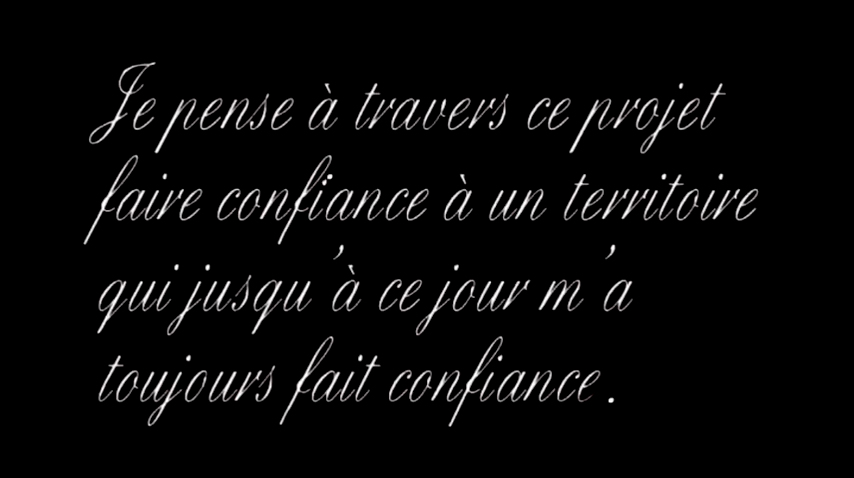 Je pense à travers ce projet
faire confiance à un territoire
qui jusqu'à ce jour m'a
toujours fait confiance.